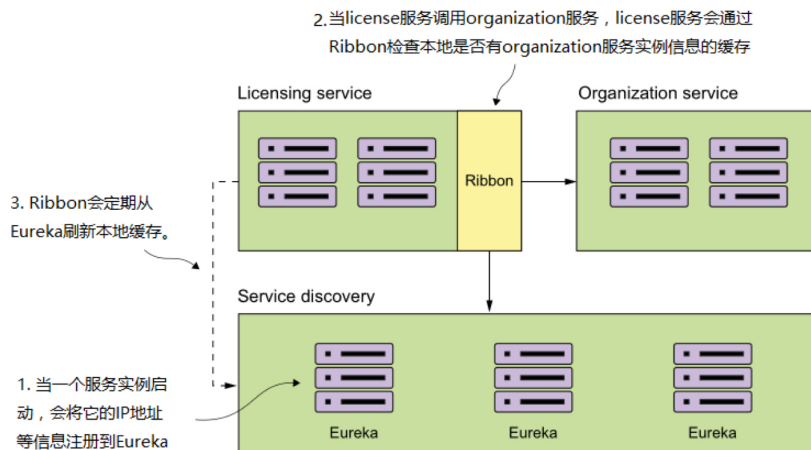 2. 当license服务调用organization服务，license服务会通过
Ribbon检查本地是否有organization服务实例信息的缓存
Licensing service
Organization service
Ribbon
3. Ribbon会定期从
Eureka刷新本地缓存。
Service discovery
1. 当一个服务实例启
动，会将它的IP地址
等信息注册到Eureka
Eureka
Eureka
Eureka